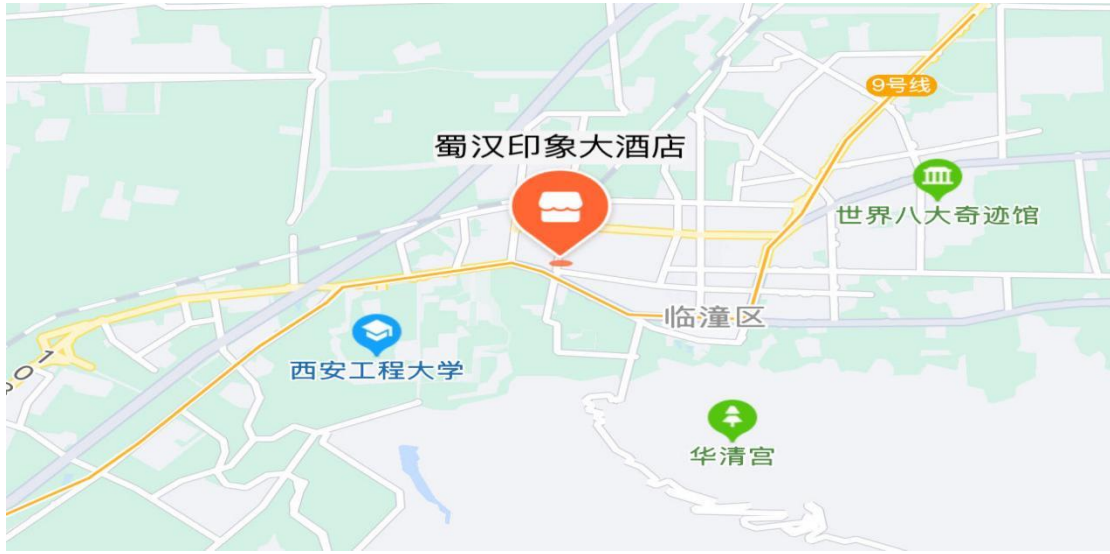 9号线
蜀汉印象大酒店
世界八大奇迹馆
临潼区
西安工程大学
华清宫